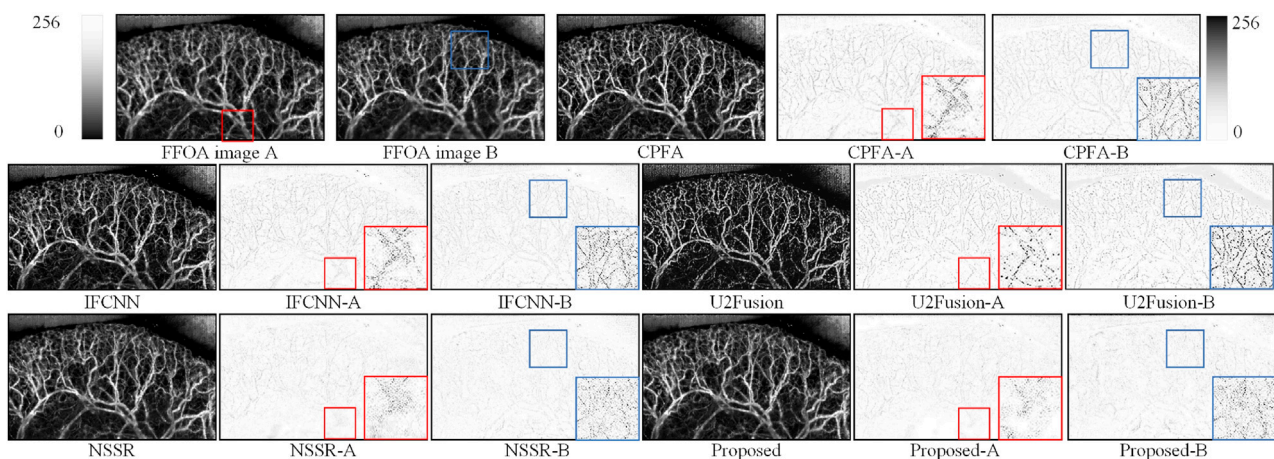 256
0
256
0
FFOA image A
FFOA image B
CPFA
CPFA-A
CPFA-B
IFCNN
IFCNN-A
IFCNN-B
U2Fusion
U2Fusion-A
U2Fusion-B
NSSR
NSSR-A
NSSR-B
Proposed
Proposed-A
Proposed-B